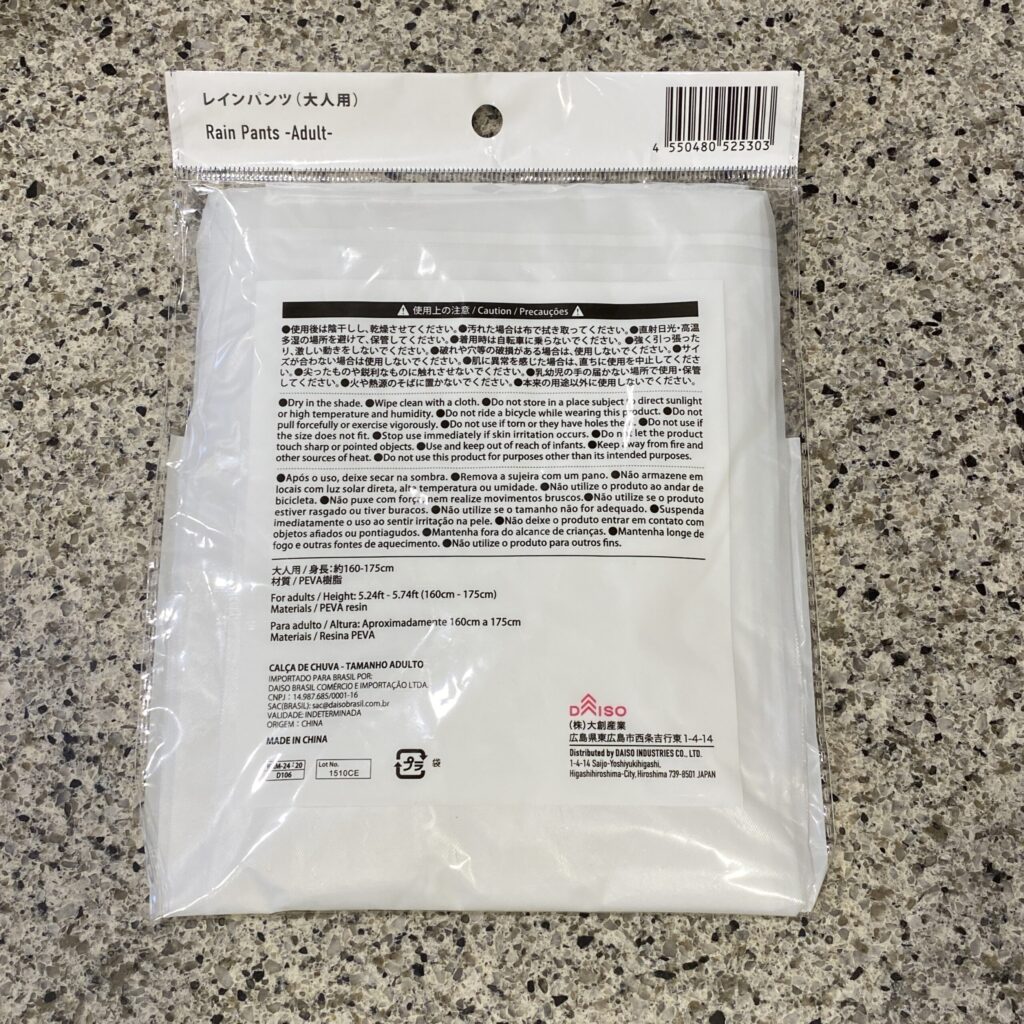 レインパンツ(大人用)
Rain Pants -Adult-
4 550480 525303
使用上の注意 / Caution / Precauções
●使用後は陰干しし、乾燥させてください。●汚れた場合は布で拭き取ってください。●直射日光・高温
多湿の場所を避けて、保管してください。●着用時は自転車に乗らないでください。●強く引っ張った
り、激しい動きをしないでください。●破れや穴等の破損がある場合は、使用しないでください。●サイ
ズが合わない場合は使用しないでください。●肌に異常を感じた場合は、直ちに使用を中止してくださ
い。●尖ったものや鋭利なものに触れさせないでください。●乳幼児の手の届かない場所で使用・保管
してください。●火や熱源のそばに置かないでください。●本来の用途以外に使用しないでください。
●Dry in the shade. ●Wipe clean with a cloth. ●Do not store in a place subject to direct sunlight
or high temperature and humidity. ●Do not ride a bicycle while wearing this product. ●Do not
pull forcefully or exercise vigorously. ●Do not use if torn or they have holes the ●Do not use if
the size does not fit. ●Stop use immediately if skin irritation occurs. ●Do not let the product
touch sharp or pointed objects. ●Use and keep out of reach of infants. ●Keep away from fire and
other sources of heat. ●Do not use this product for purposes other than its intended purposes.
●Após o uso, deixe secar na sombra. ●Remova a sujeira com um pano. ●Não armazene em
locais com luz solar direta, alta temperatura ou umidade. ●Não utilize o produto ao andar de
bicicleta. ●Não puxe com força, nem realize movimentos bruscos. ●Não utilize se o produto
estiver rasgado ou tiver buracos. ●Não utilize se o tamanho não for adequado. ●Suspenda
imediatamente o uso ao sentir irritação na pele. ●Não deixe o produto entrar em contato com
objetos afiados ou pontiagudos. ●Mantenha fora do alcance de crianças. ●Mantenha longe de
fogo e outras fontes de aquecimento. ●Não utilize o produto para outros fins.
大人用 / 身長:約160-175cm
材質 / PEVA樹脂
For adults / Height: 5.24ft - 5.74ft (160cm - 175cm)
Materials / PEVA resin
Para adulto / Altura: Aproximadamente 160cm a 175cm
Materiais / Resina PEVA
CALÇA DE CHUVA - TAMANHO ADULTO
IMPORTADO PARA BRASIL POR:
DAISO BRASIL COMÉRCIO E IMPORTAÇÃO LTDA.
CNPJ : 14.987.685/0001-16
SAC(BRASIL): sac@daisobrasil.com.br
VALIDADE: INDETERMINADA
ORIGEM : CHINA
MADE IN CHINA
M-24 20
D106
Lot No.
1510CE
プラ 袋
DAISO
(株)大創産業
広島県東広島市西条吉行東1-4-14
Distributed by DAISO INDUSTRIES CO., LTD.
1-4-14 Saijo-Yoshiyukihigashi,
Higashihiroshima-City, Hiroshima 739-8501 JAPAN